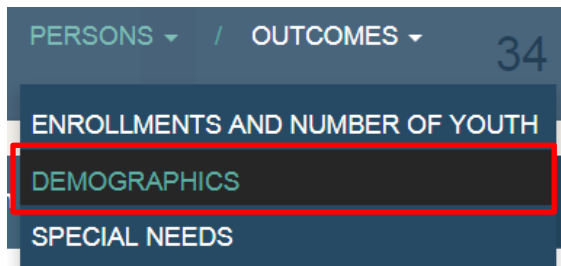 PERSONS / OUTCOMES
34
ENROLLMENTS AND NUMBER OF YOUTH
DEMOGRAPHICS
SPECIAL NEEDS